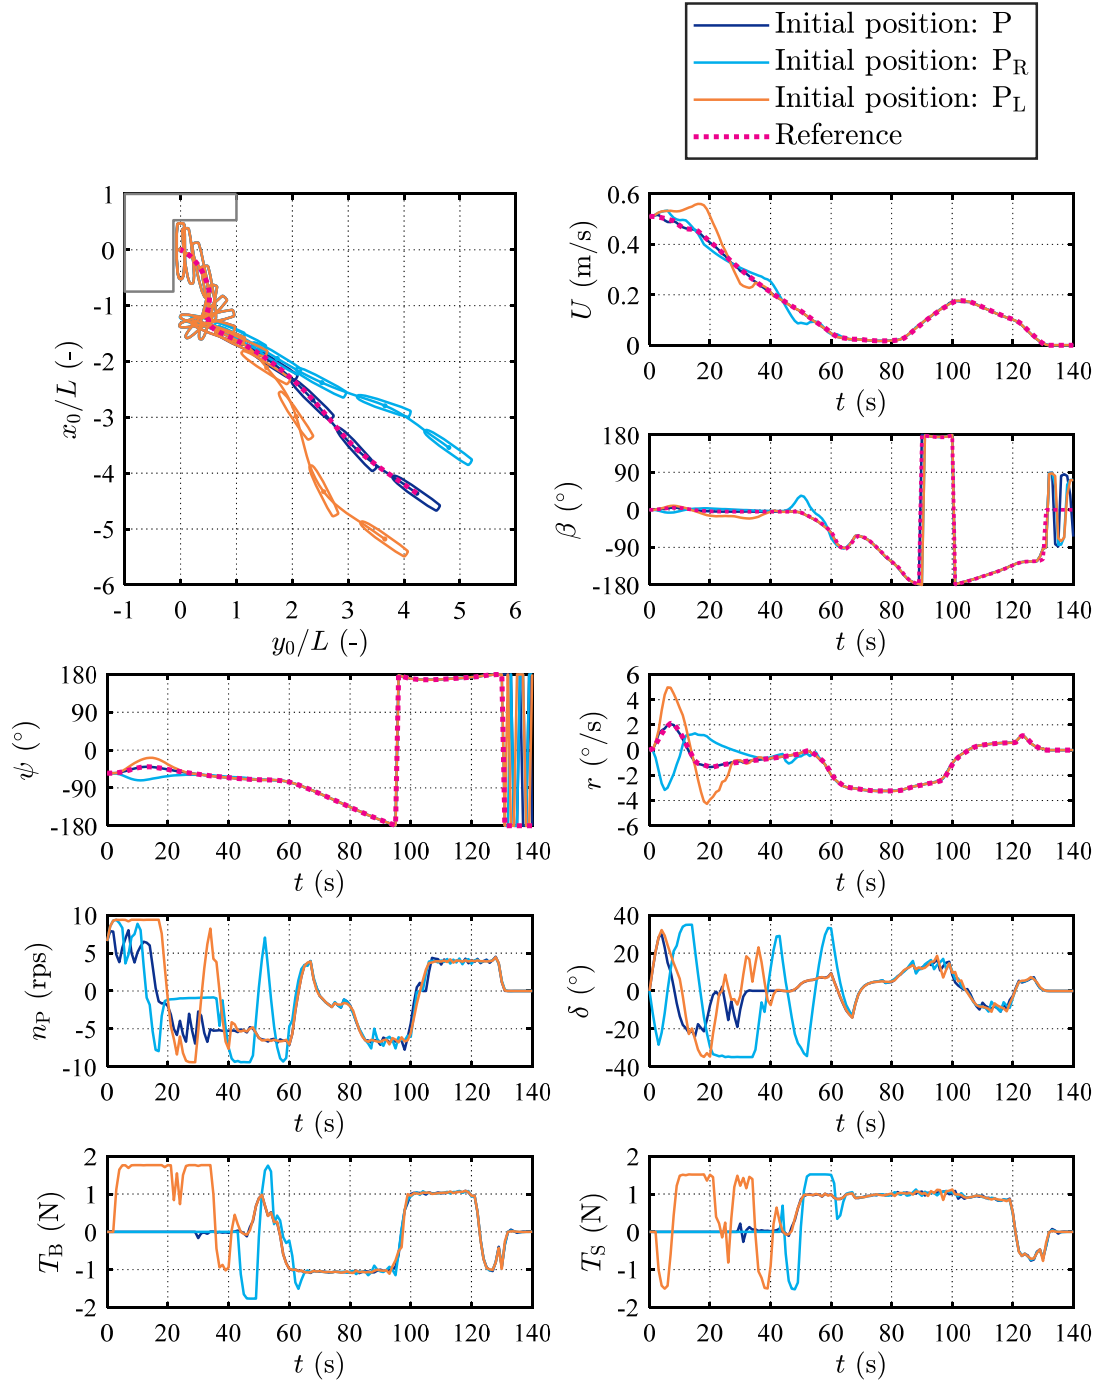 Initial position: P
Initial position: P_R
Initial position: P_L
Reference
1
0
-1
-2
-3
-4
-5
-6
-1 0 1 2 3 4 5 6
x_0/L (-)
y_0/L (-)
0.6
0.4
0.2
0
0 20 40 60 80 100 120 140
U (m/s)
t (s)
180
90
0
-90
-180
0 20 40 60 80 100 120 140
β (°)
t (s)
180
90
0
-90
-180
0 20 40 60 80 100 120 140
ψ (°)
t (s)
6
4
2
0
-2
-4
-6
0 20 40 60 80 100 120 140
r (°/s)
t (s)
10
5
0
-5
-10
0 20 40 60 80 100 120 140
n_P (rps)
t (s)
40
20
0
-20
-40
0 20 40 60 80 100 120 140
δ (°)
t (s)
2
1
0
-1
-2
0 20 40 60 80 100 120 140
T_B (N)
t (s)
2
1
0
-1
-2
0 20 40 60 80 100 120 140
T_S (N)
t (s)